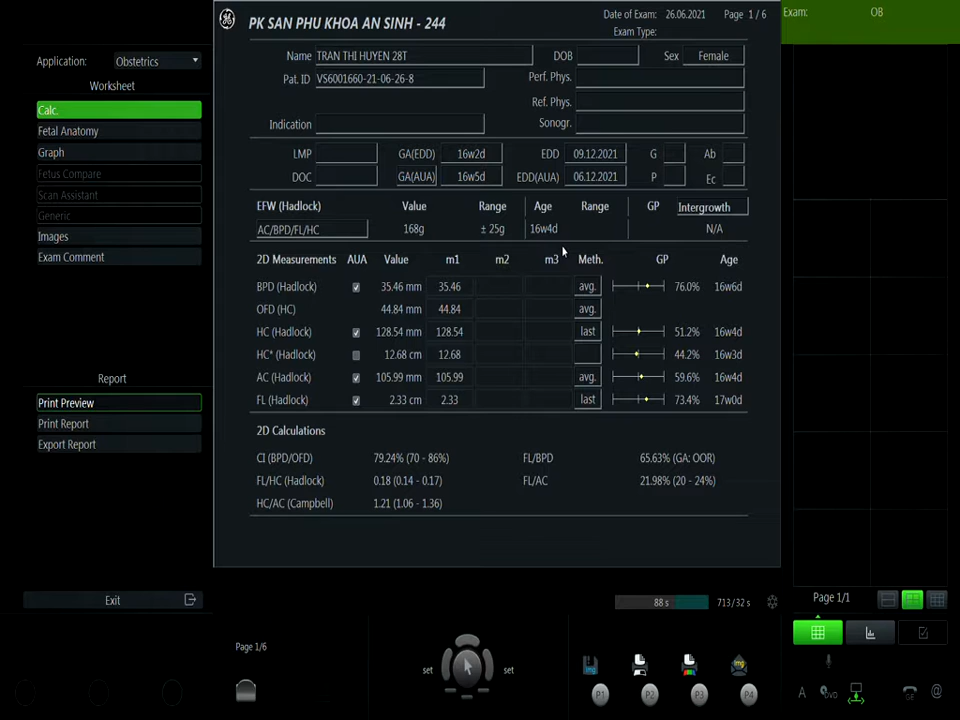 PK SAN PHU KHOA AN SINH - 244
Date of Exam: 26.06.2021 Page 1 / 6
Exam Type:
Exam: OB
Application: Obstetrics
Worksheet
Calc.
Fetal Anatomy
Graph
Fetus Compare
Scan Assistant
Generic
Images
Exam Comment
Report
Print Preview
Print Report
Export Report
Exit
Name TRAN THI HUYEN 28T DOB Sex Female
Pat. ID VS6001660-21-06-26-8 Perf. Phys.
Ref. Phys.
Indication Sonogr.
LMP GA(EDD) 16w2d EDD 09.12.2021 G Ab
DOC GA(AUA) 16w5d EDD(AUA) 06.12.2021 P Ec
EFW (Hadlock) Value Range Age Range GP Intergrowth
AC/BPD/FL/HC 168g ± 25g 16w4d N/A
2D Measurements AUA Value m1 m2 m3 Meth. GP Age
BPD (Hadlock) 35.46 mm 35.46 avg. 76.0% 16w6d
OFD (HC) 44.84 mm 44.84 avg.
HC (Hadlock) 128.54 mm 128.54 last 51.2% 16w4d
HC* (Hadlock) 12.68 cm 12.68 44.2% 16w3d
AC (Hadlock) 105.99 mm 105.99 avg. 59.6% 16w4d
FL (Hadlock) 2.33 cm 2.33 last 73.4% 17w0d
2D Calculations
CI (BPD/OFD) 79.24% (70 - 86%) FL/BPD 65.63% (GA: OOR)
FL/HC (Hadlock) 0.18 (0.14 - 0.17) FL/AC 21.98% (20 - 24%)
HC/AC (Campbell) 1.21 (1.06 - 1.36)
88 s 713/32 s
Page 1/1
Page 1/6
set set
P1 P2 P3 P4
A DVD @